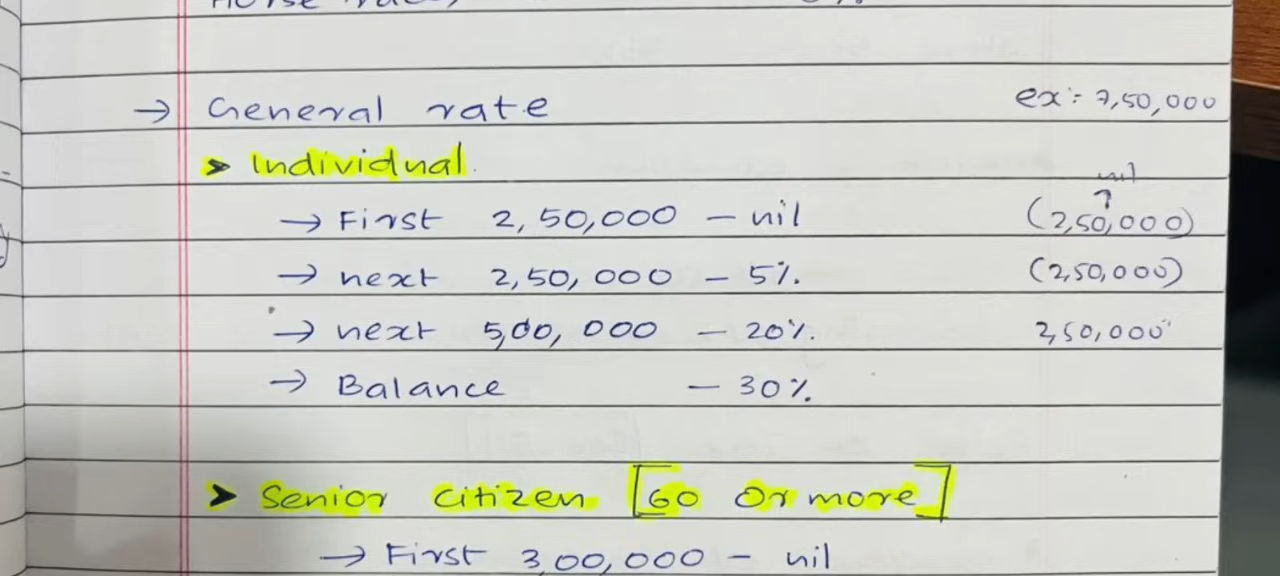 → General rate ex: 7,50,000
➤ Individual
nil
↑
→ First 2,50,000 – nil (2,50,000)
→ next 2,50,000 – 5%. (2,50,000)
→ next 5,00,000 – 20%. 2,50,000
→ Balance – 30%
➤ Senior citizen [60 or more]
→ First 3,00,000 – nil